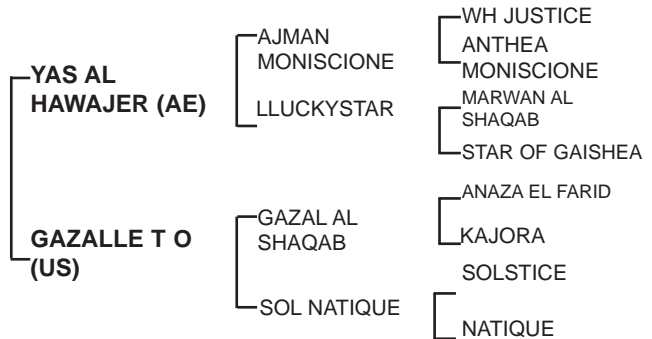 YAS AL
HAWAJER (AE)
GAZALLE T O
(US)
AJMAN
MONISCIONE
LLUCKYSTAR
GAZAL AL
SHAQAB
SOL NATIQUE
WH JUSTICE
ANTHEA
MONISCIONE
MARWAN AL
SHAQAB
STAR OF GAISHEA
ANAZA EL FARID
KAJORA
SOLSTICE
NATIQUE